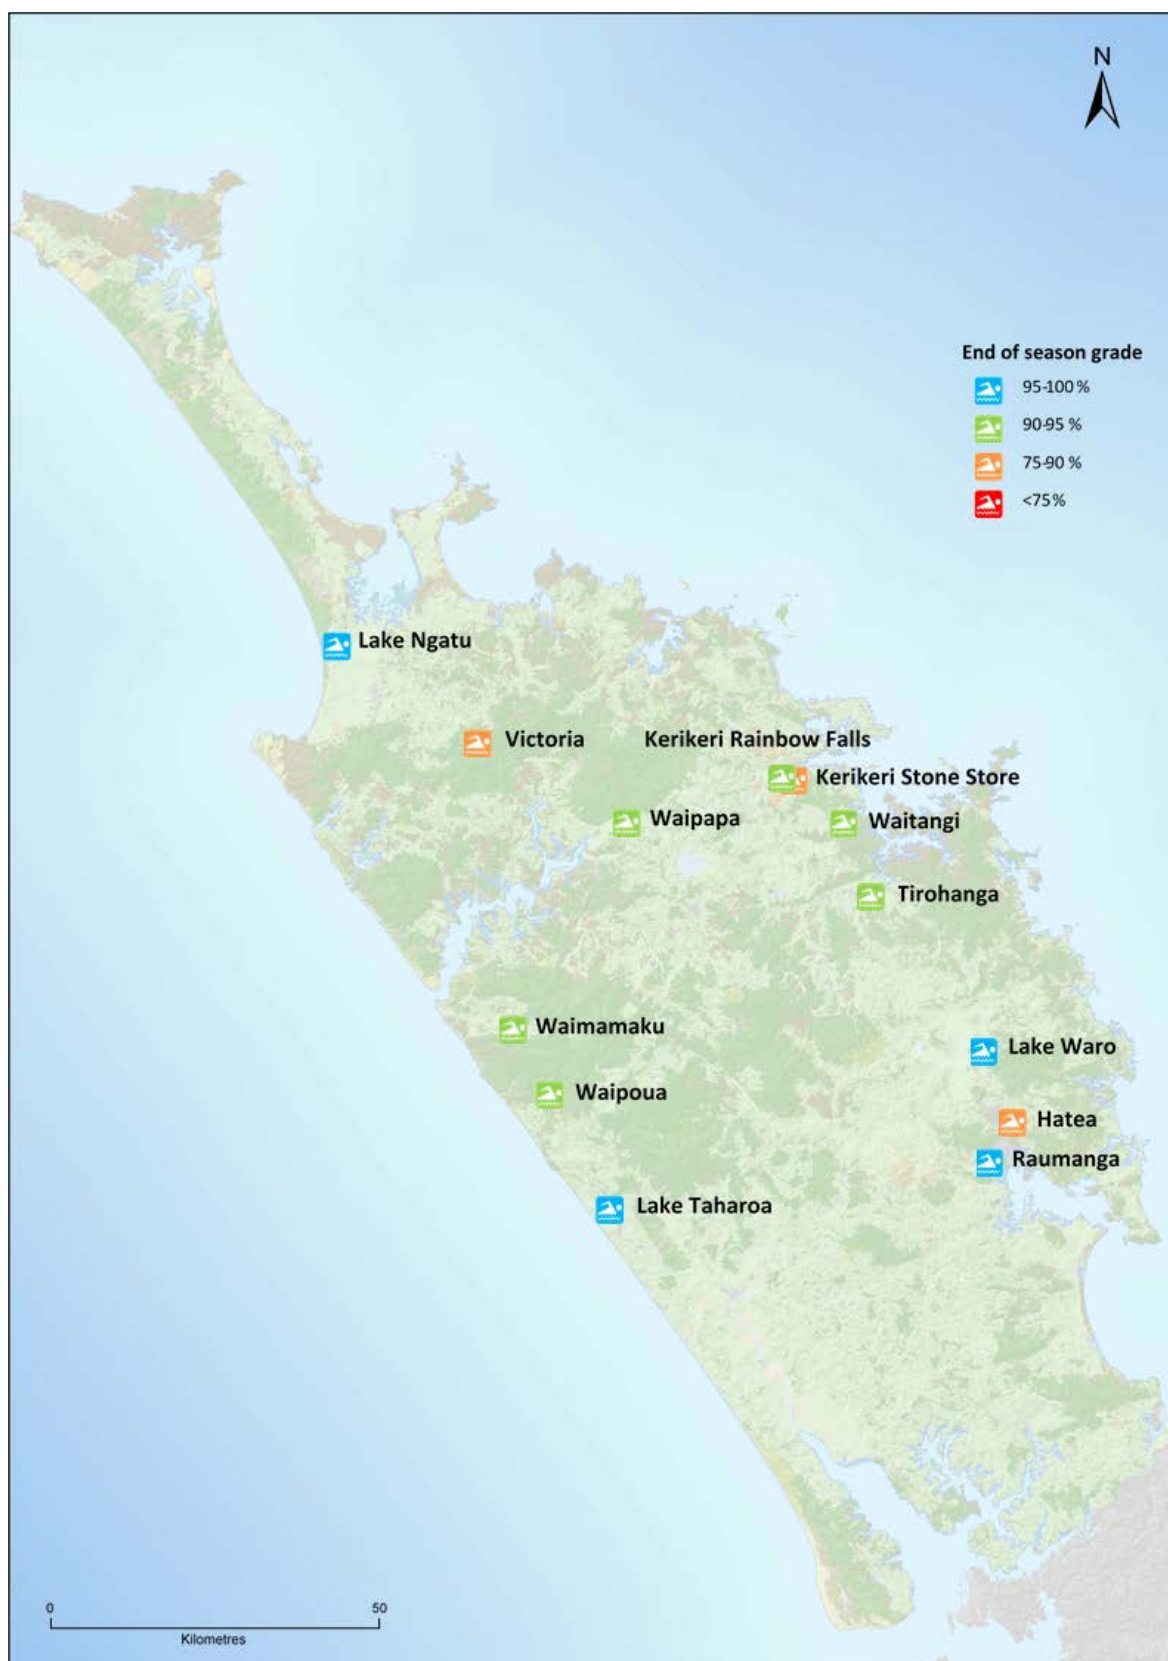 N
End of season grade
95-100 %
90-95 %
75-90 %
<75%
Lake Ngatu
Victoria
Kerikeri Rainbow Falls
Kerikeri Stone Store
Waipapa
Waitangi
Tirohanga
Waimamaku
Lake Waro
Waipoua
Hatea
Raumanga
Lake Taharoa
0 50
Kilometres